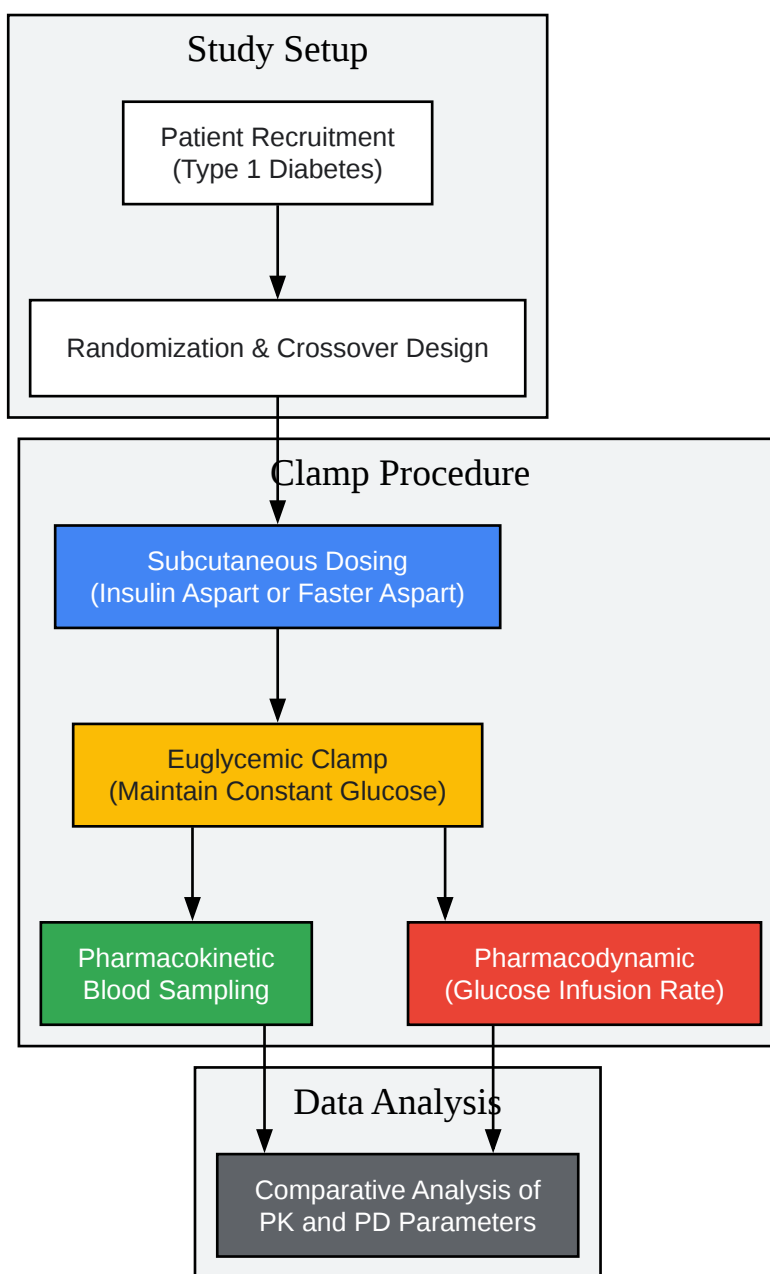 Study Setup
Patient Recruitment
(Type 1 Diabetes)
Randomization & Crossover Design
Clamp Procedure
Subcutaneous Dosing
(Insulin Aspart or Faster Aspart)
Euglycemic Clamp
(Maintain Constant Glucose)
Pharmacokinetic
Blood Sampling
Pharmacodynamic
(Glucose Infusion Rate)
Data Analysis
Comparative Analysis of
PK and PD Parameters